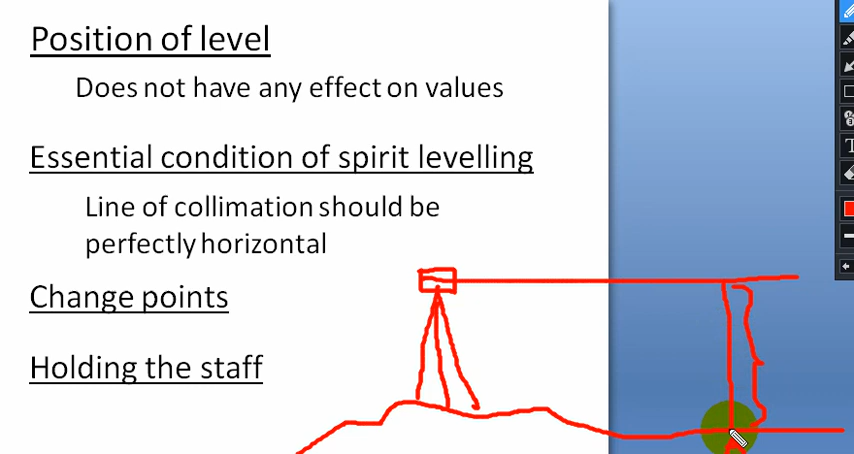 Position of level
Does not have any effect on values
Essential condition of spirit levelling
Line of collimation should be
perfectly horizontal
Change points
Holding the staff